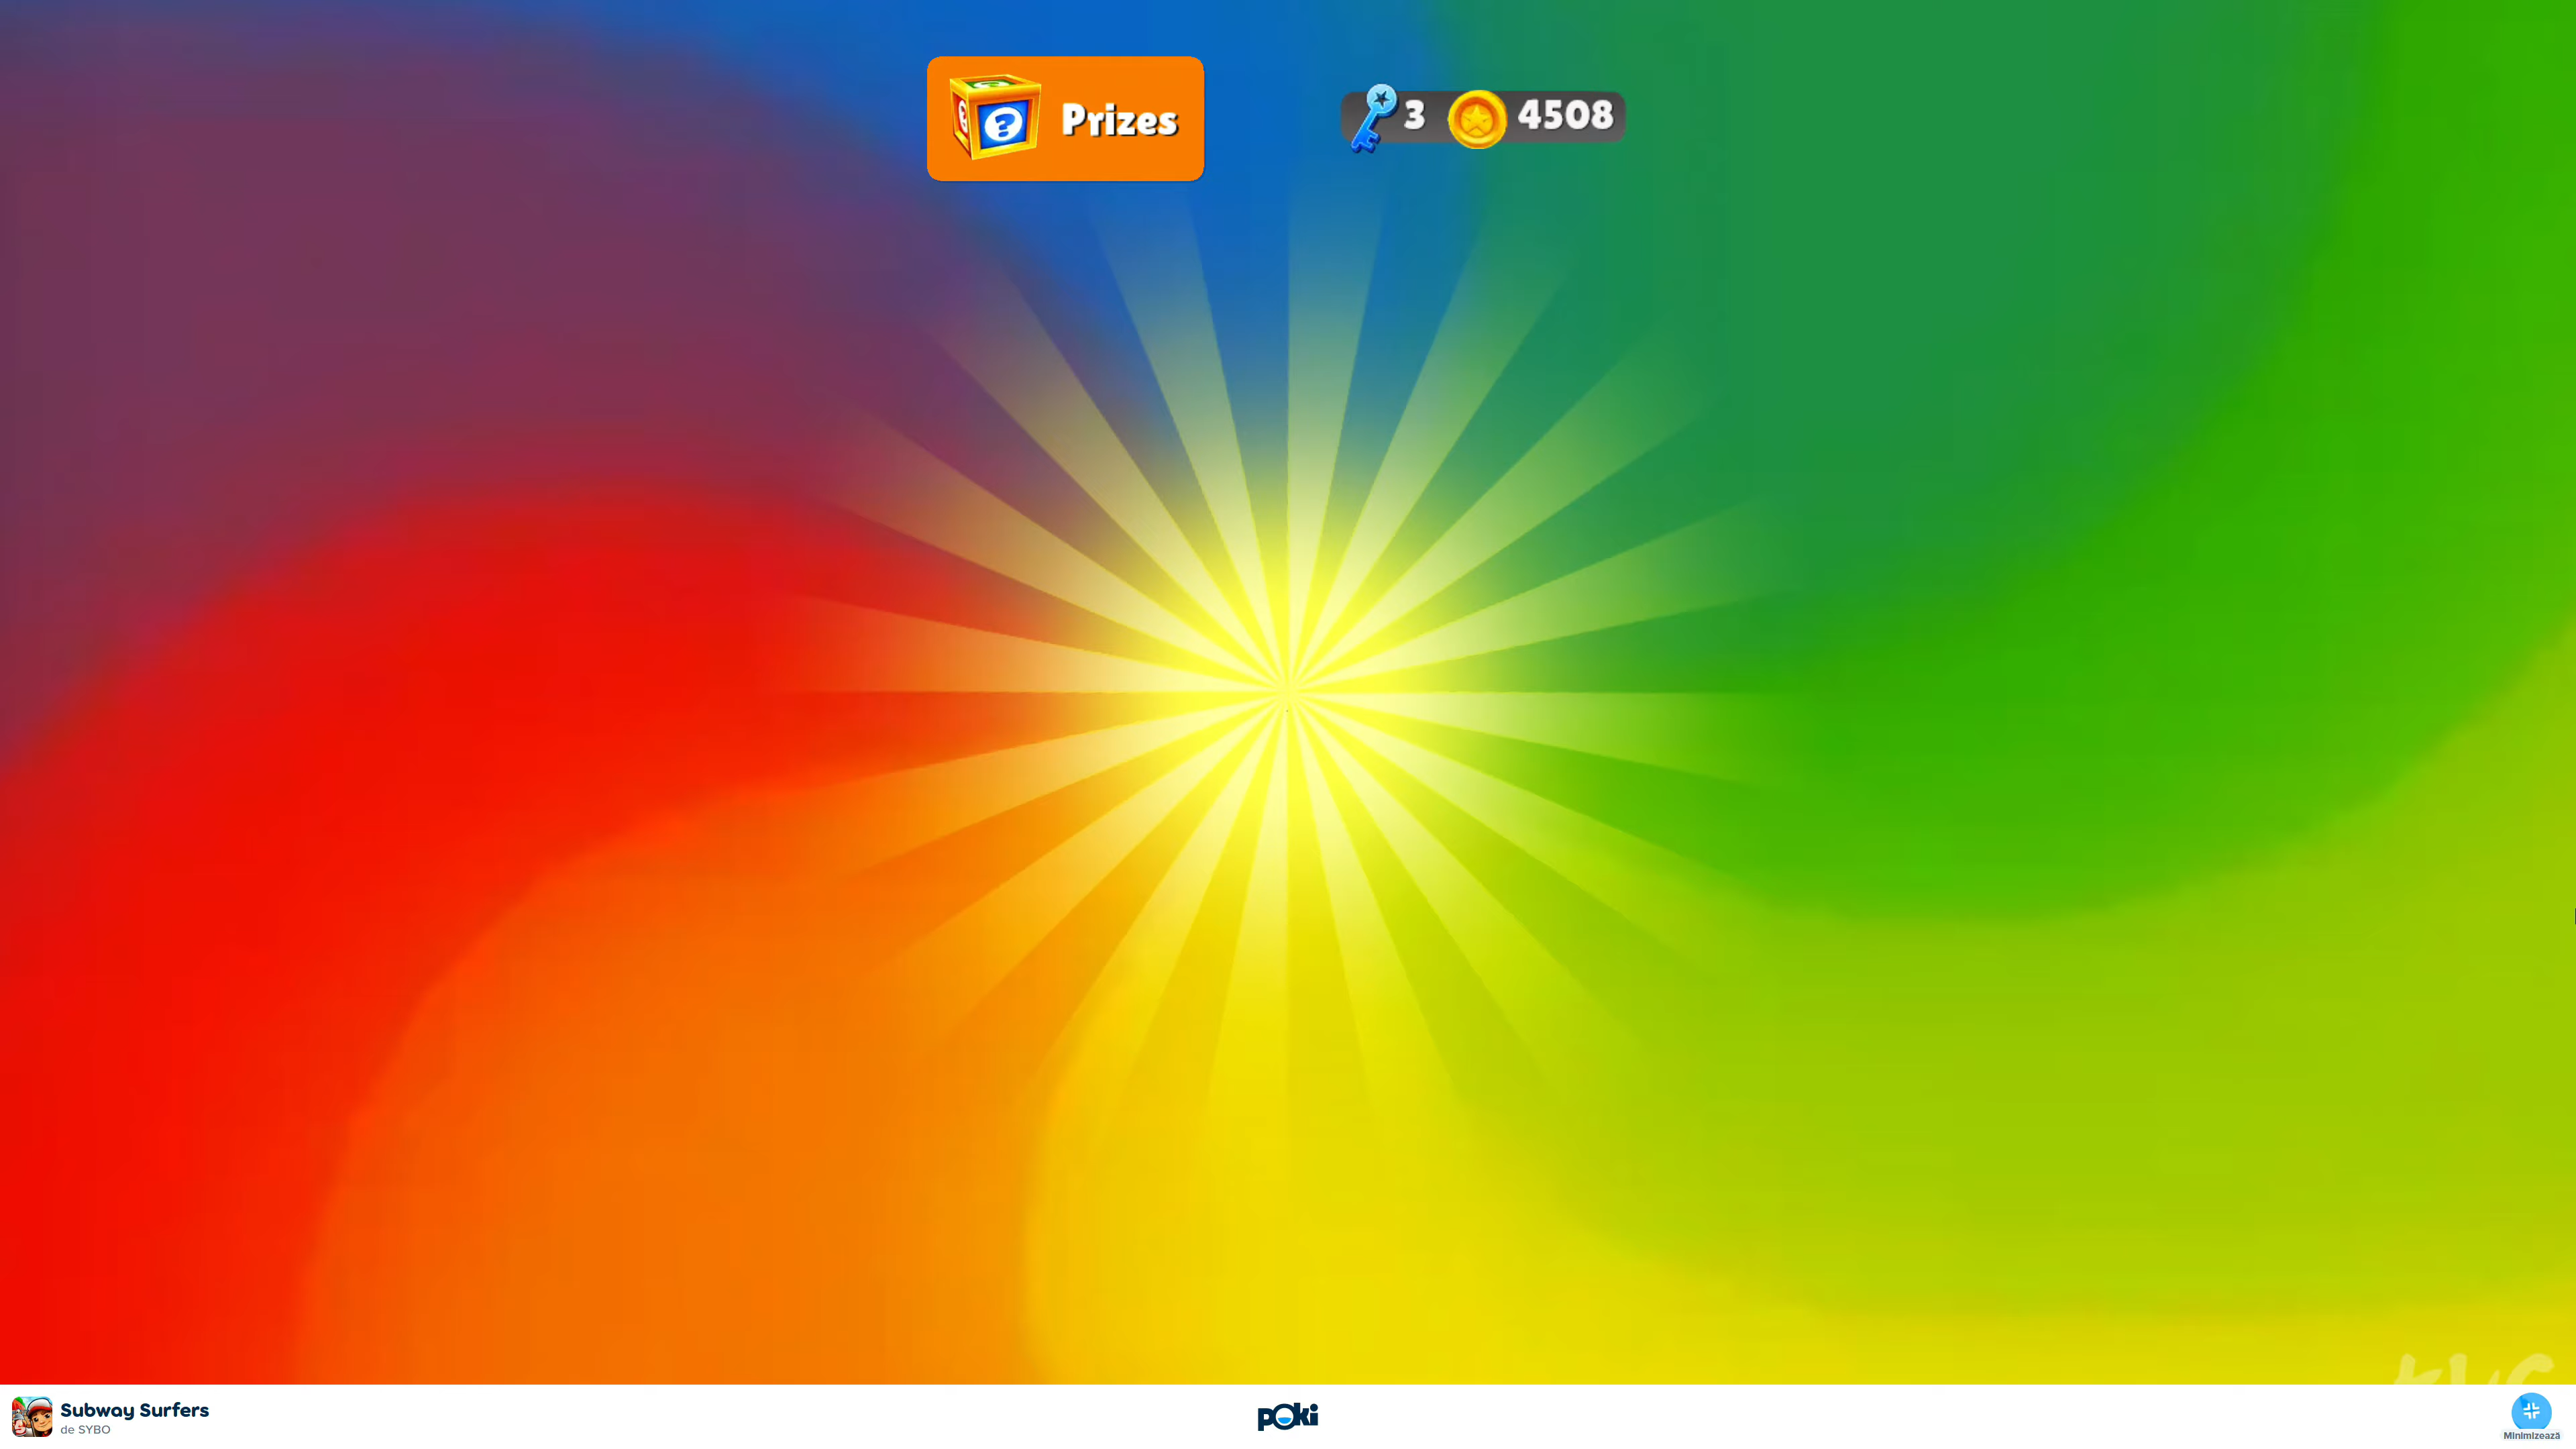 Prizes
3 4508
Subway Surfers
de SYBO
poki
Minimizează